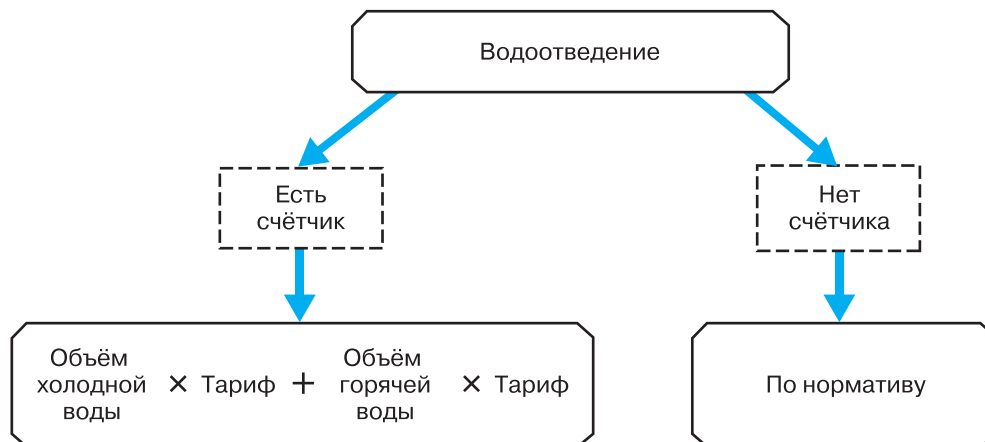 Водоотведение
Есть
счётчик
Нет
счётчика
Объём
холодной
воды
× Тариф +
Объём
горячей
воды
× Тариф
По нормативу